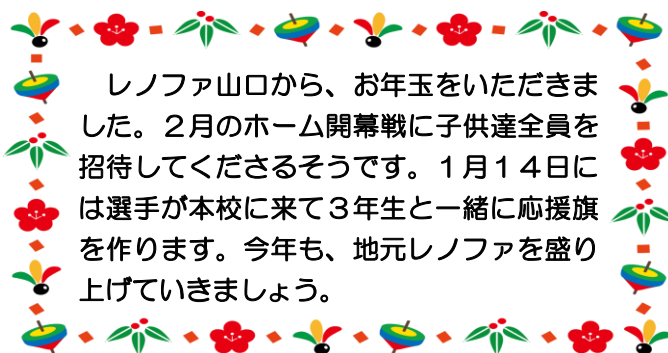 レノファ山口から、お年玉をいただきま
した。２月のホーム開幕戦に子供達全員を
招待してくださるそうです。１月１４日に
は選手が本校に来て３年生と一緒に応援旗
を作ります。今年も、地元レノファを盛り
上げていきましょう。